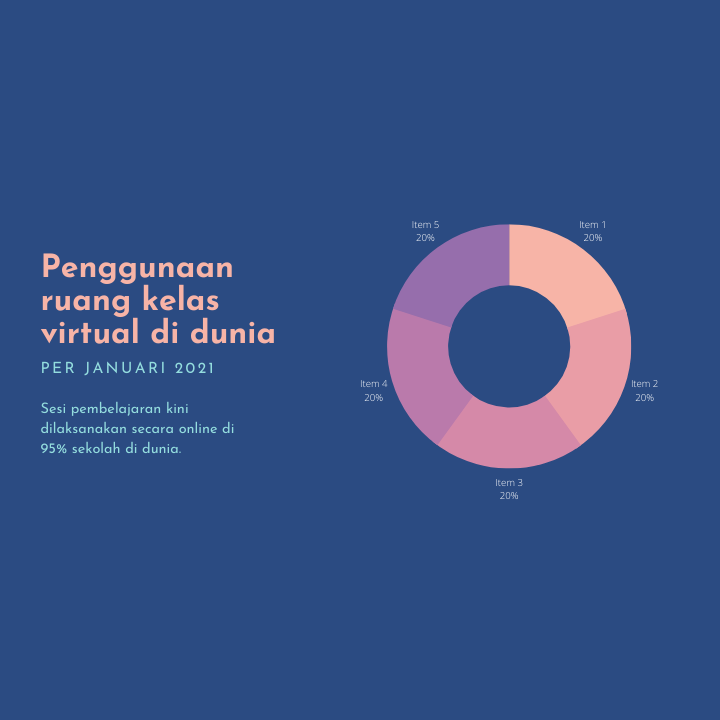 Penggunaan
ruang kelas
virtual di dunia
PER JANUARI 2021
Sesi pembelajaran kini
dilaksanakan secara online di
95% sekolah di dunia.
Item 5
20%
Item 1
20%
Item 4
20%
Item 2
20%
Item 3
20%